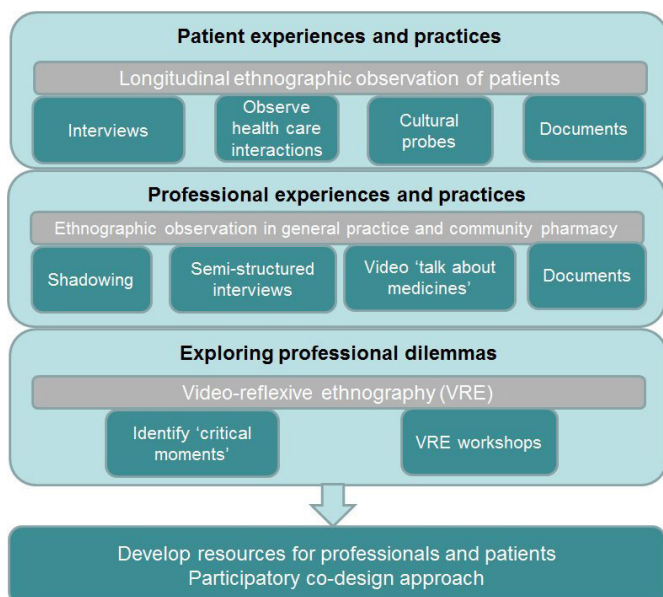 Patient experiences and practices
Longitudinal ethnographic observation of patients
Interviews
Observe
health care
interactions
Cultural
probes
Documents
Professional experiences and practices
Ethnographic observation in general practice and community pharmacy
Shadowing
Semi-structured
interviews
Video ‘talk about
medicines’
Documents
Exploring professional dilemmas
Video-reflexive ethnography (VRE)
Identify ‘critical
moments’
VRE workshops
Develop resources for professionals and patients
Participatory co-design approach